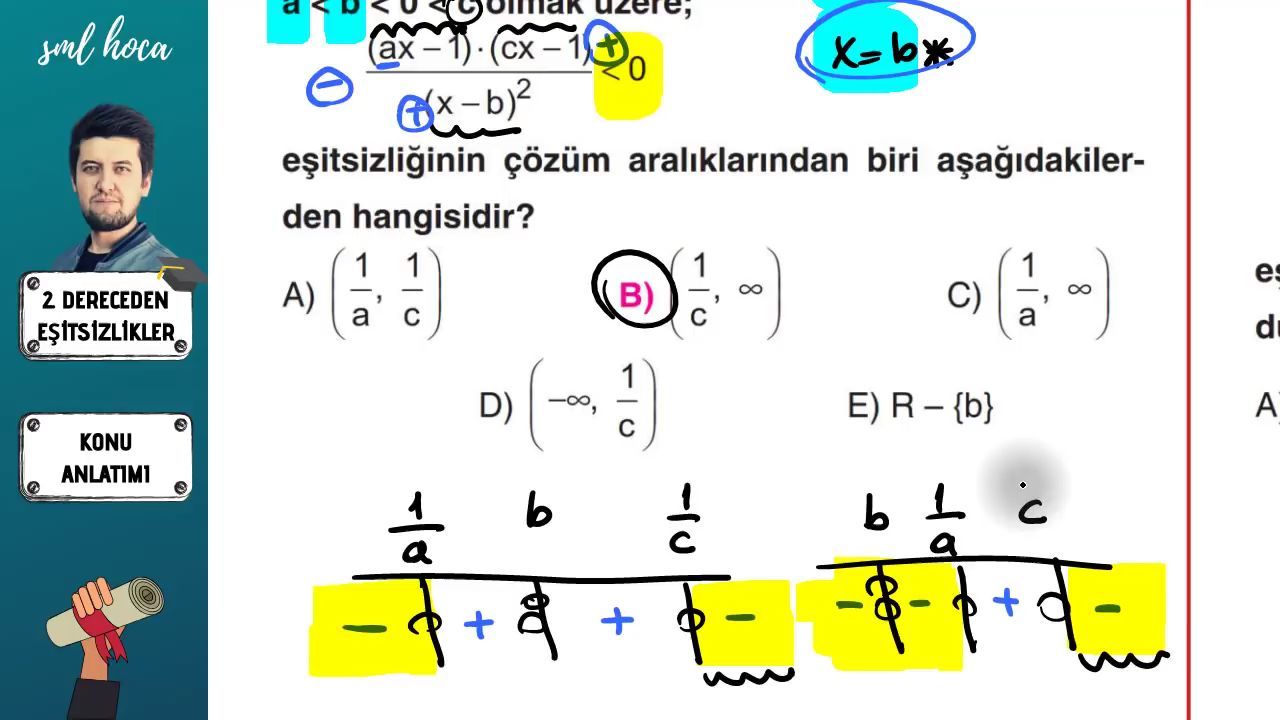 sml hoca
2. DERECEDEN
EŞİTSİZLİKLER
KONU
ANLATIMI
a < b < 0 < c olmak üzere;
(ax – 1) · (cx – 1)
(x – b)² < 0
– + +
x = b *
eşitsizliğinin çözüm aralıklarından biri aşağıdakiler-
den hangisidir?
A) (1/a, 1/c) B) (1/c, ∞) C) (1/a, ∞)
D) (–∞, 1/c) E) R – {b}
1/a b 1/c
– + + –
b 1/a c
– – + –
eş
A)